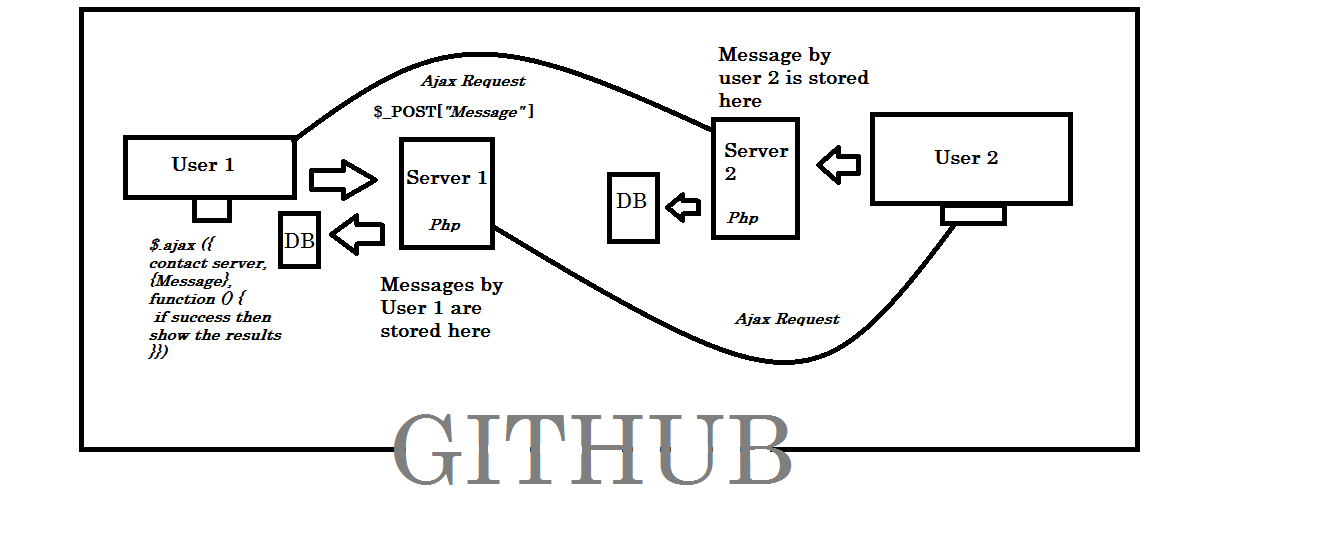 Message by
user 2 is stored
here
Ajax Request
$_POST["Message"]
User 1
Server 1
Php
DB
Server
2
Php
DB
User 2
$.ajax ({
contact server,
{Message},
function () {
if success then
show the results
}})
Messages by
User 1 are
stored here
Ajax Request
GITHUB